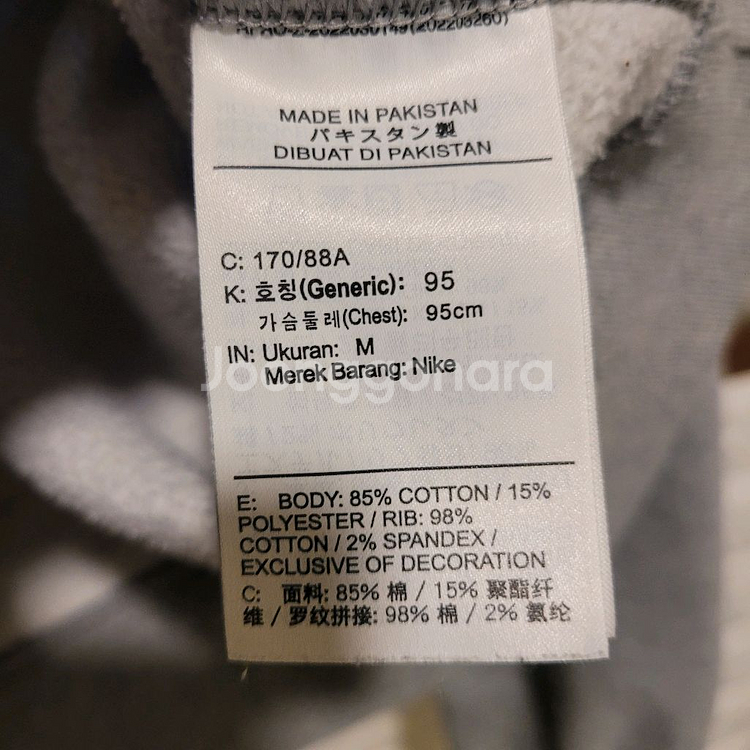 MADE IN PAKISTAN
パキスタン製
DIBUAT DI PAKISTAN
C: 170/88A
K: 호칭(Generic): 95
가슴둘레(Chest): 95cm
IN: Ukuran: M
Merek Barang: Nike
Joonggonara
E: BODY: 85% COTTON / 15%
POLYESTER / RIB: 98%
COTTON / 2% SPANDEX /
EXCLUSIVE OF DECORATION
C: 面料: 85% 棉 / 15% 聚酯纤
维 / 罗纹拼接: 98% 棉 / 2% 氨纶